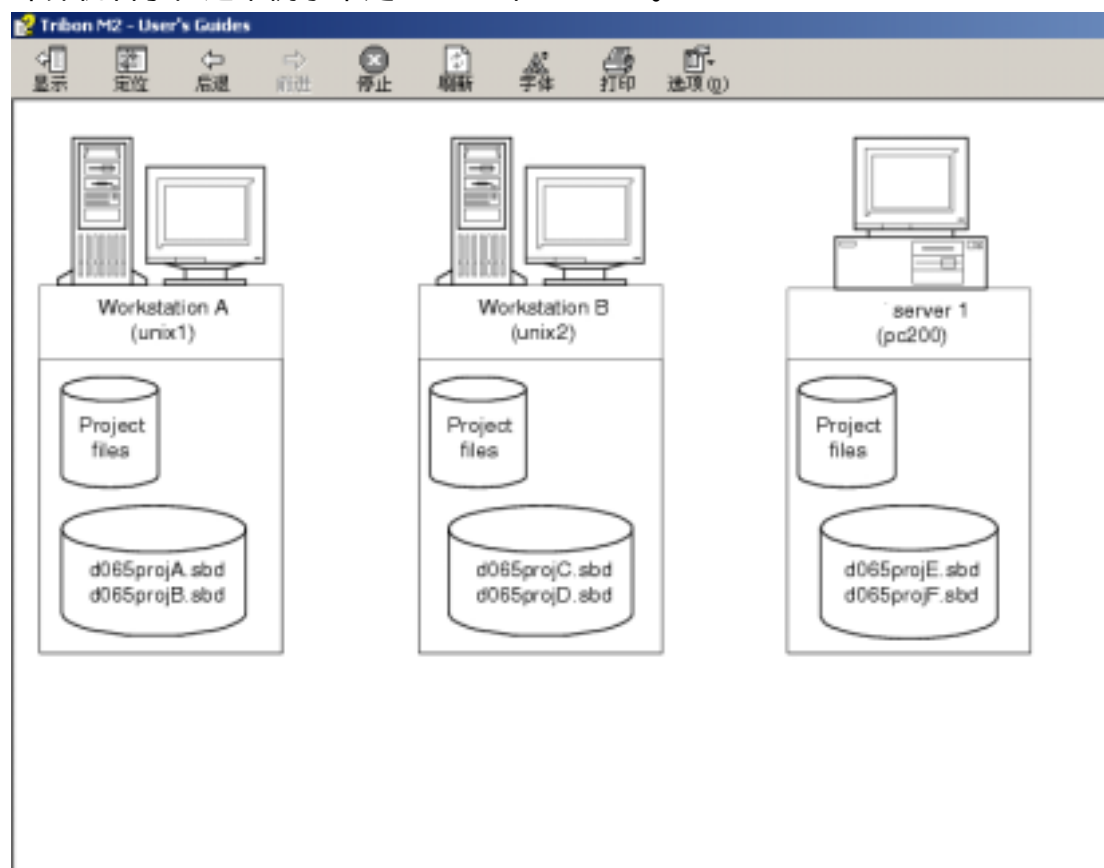 Tribon M2 - User's Guides
显示 定位 后退 前进 停止 刷新 字体 打印 选项(O)
Workstation A
(unix1)
Workstation B
(unix2)
server 1
(pc200)
Project
files
Project
files
Project
files
d065projA.sbd
d065projB.sbd
d065projC.sbd
d065projD.sbd
d065projE.sbd
d065projF.sbd